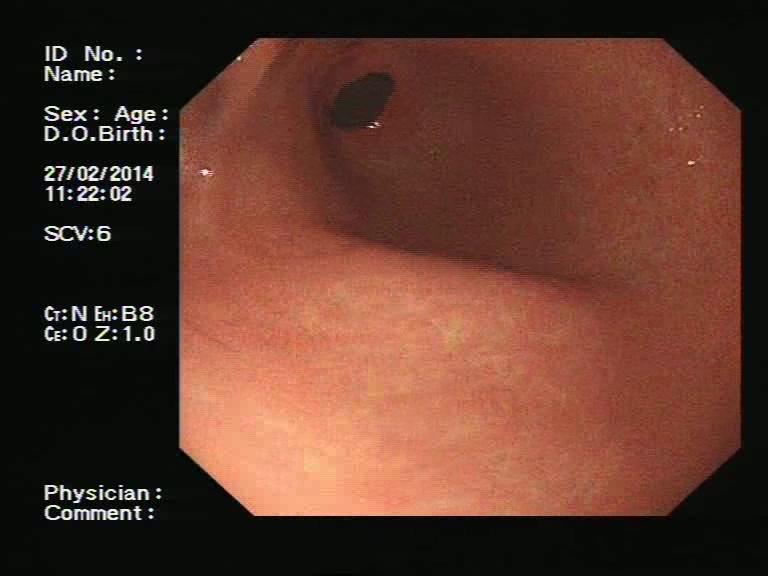 ID No. :
Name:
Sex: Age:
D.O.Birth:
27/02/2014
11:22:02
SCV:6
CT:N EH:B8
CE:0 Z:1.0
Physician:
Comment: